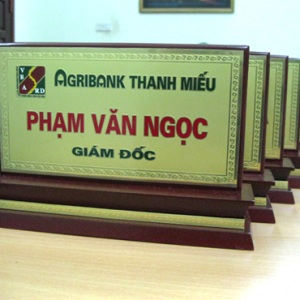 AGRIBANK THANH MIẾU
PHẠM VĂN NGỌC
GIÁM ĐỐC